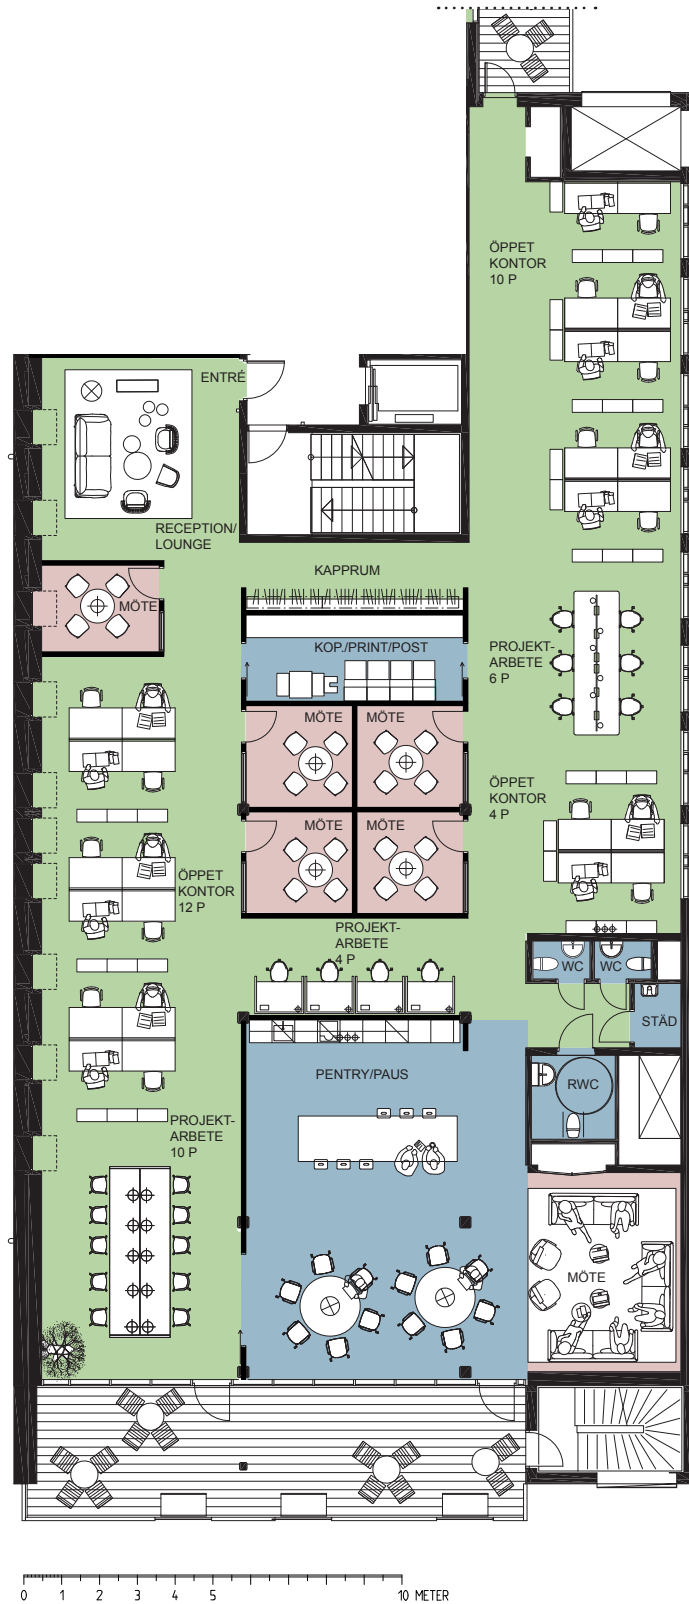 ÖPPET
KONTOR
10 P
ENTRÉ
RECEPTION/
LOUNGE
KAPPRUM
MÖTE
KOP./PRINT/POST
PROJEKT-
ARBETE
6 P
MÖTE
MÖTE
ÖPPET
KONTOR
4 P
MÖTE
MÖTE
ÖPPET
KONTOR
12 P
PROJEKT-
ARBETE
4 P
WC
WC
STÄD
PENTRY/PAUS
RWC
PROJEKT-
ARBETE
10 P
MÖTE
0 1 2 3 4 5 10 METER